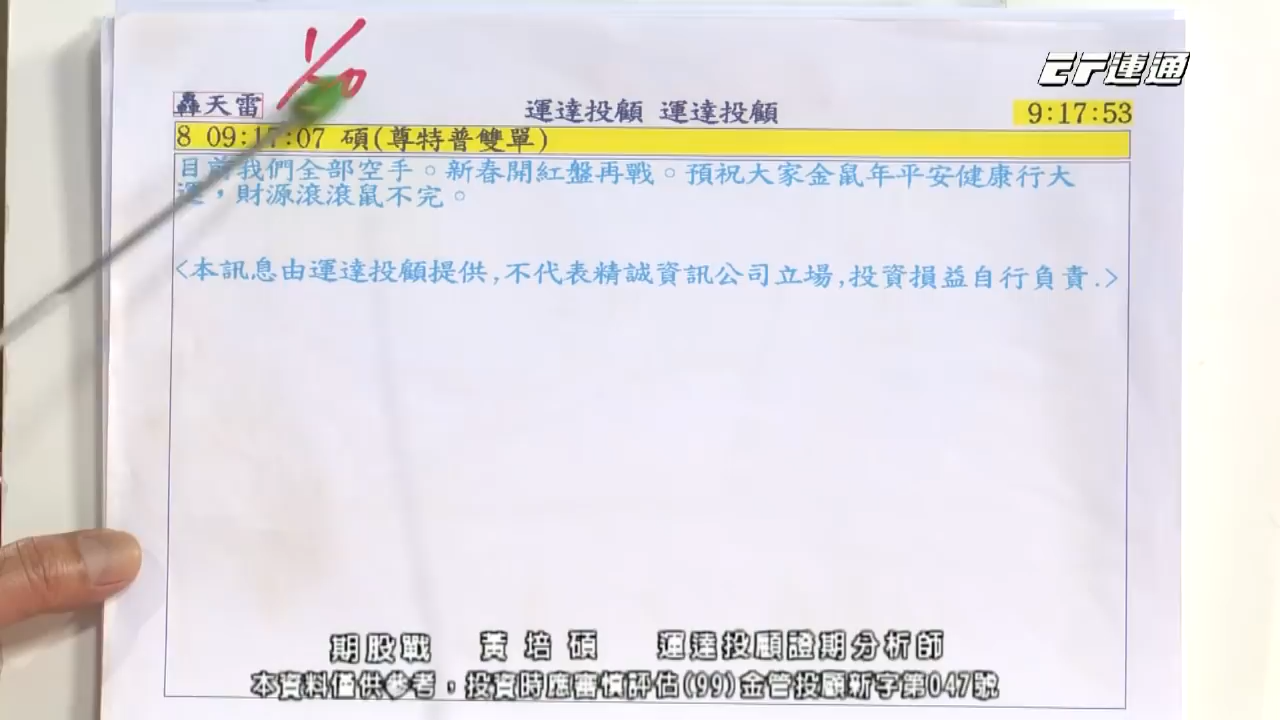 1/20
EF運通
轟天雷
運達投顧 運達投顧
9:17:53
8 09:17:07 碩(尊特普雙單)
目前我們全部空手。新春開紅盤再戰。預祝大家金鼠年平安健康行大
運,財源滾滾鼠不完。
<本訊息由運達投顧提供,不代表精誠資訊公司立場,投資損益自行負責.>
期股戰 黃培碩 運達投顧證期分析師
本資料僅供參考,投資時應審慎評估(99)金管投顧新字第047號